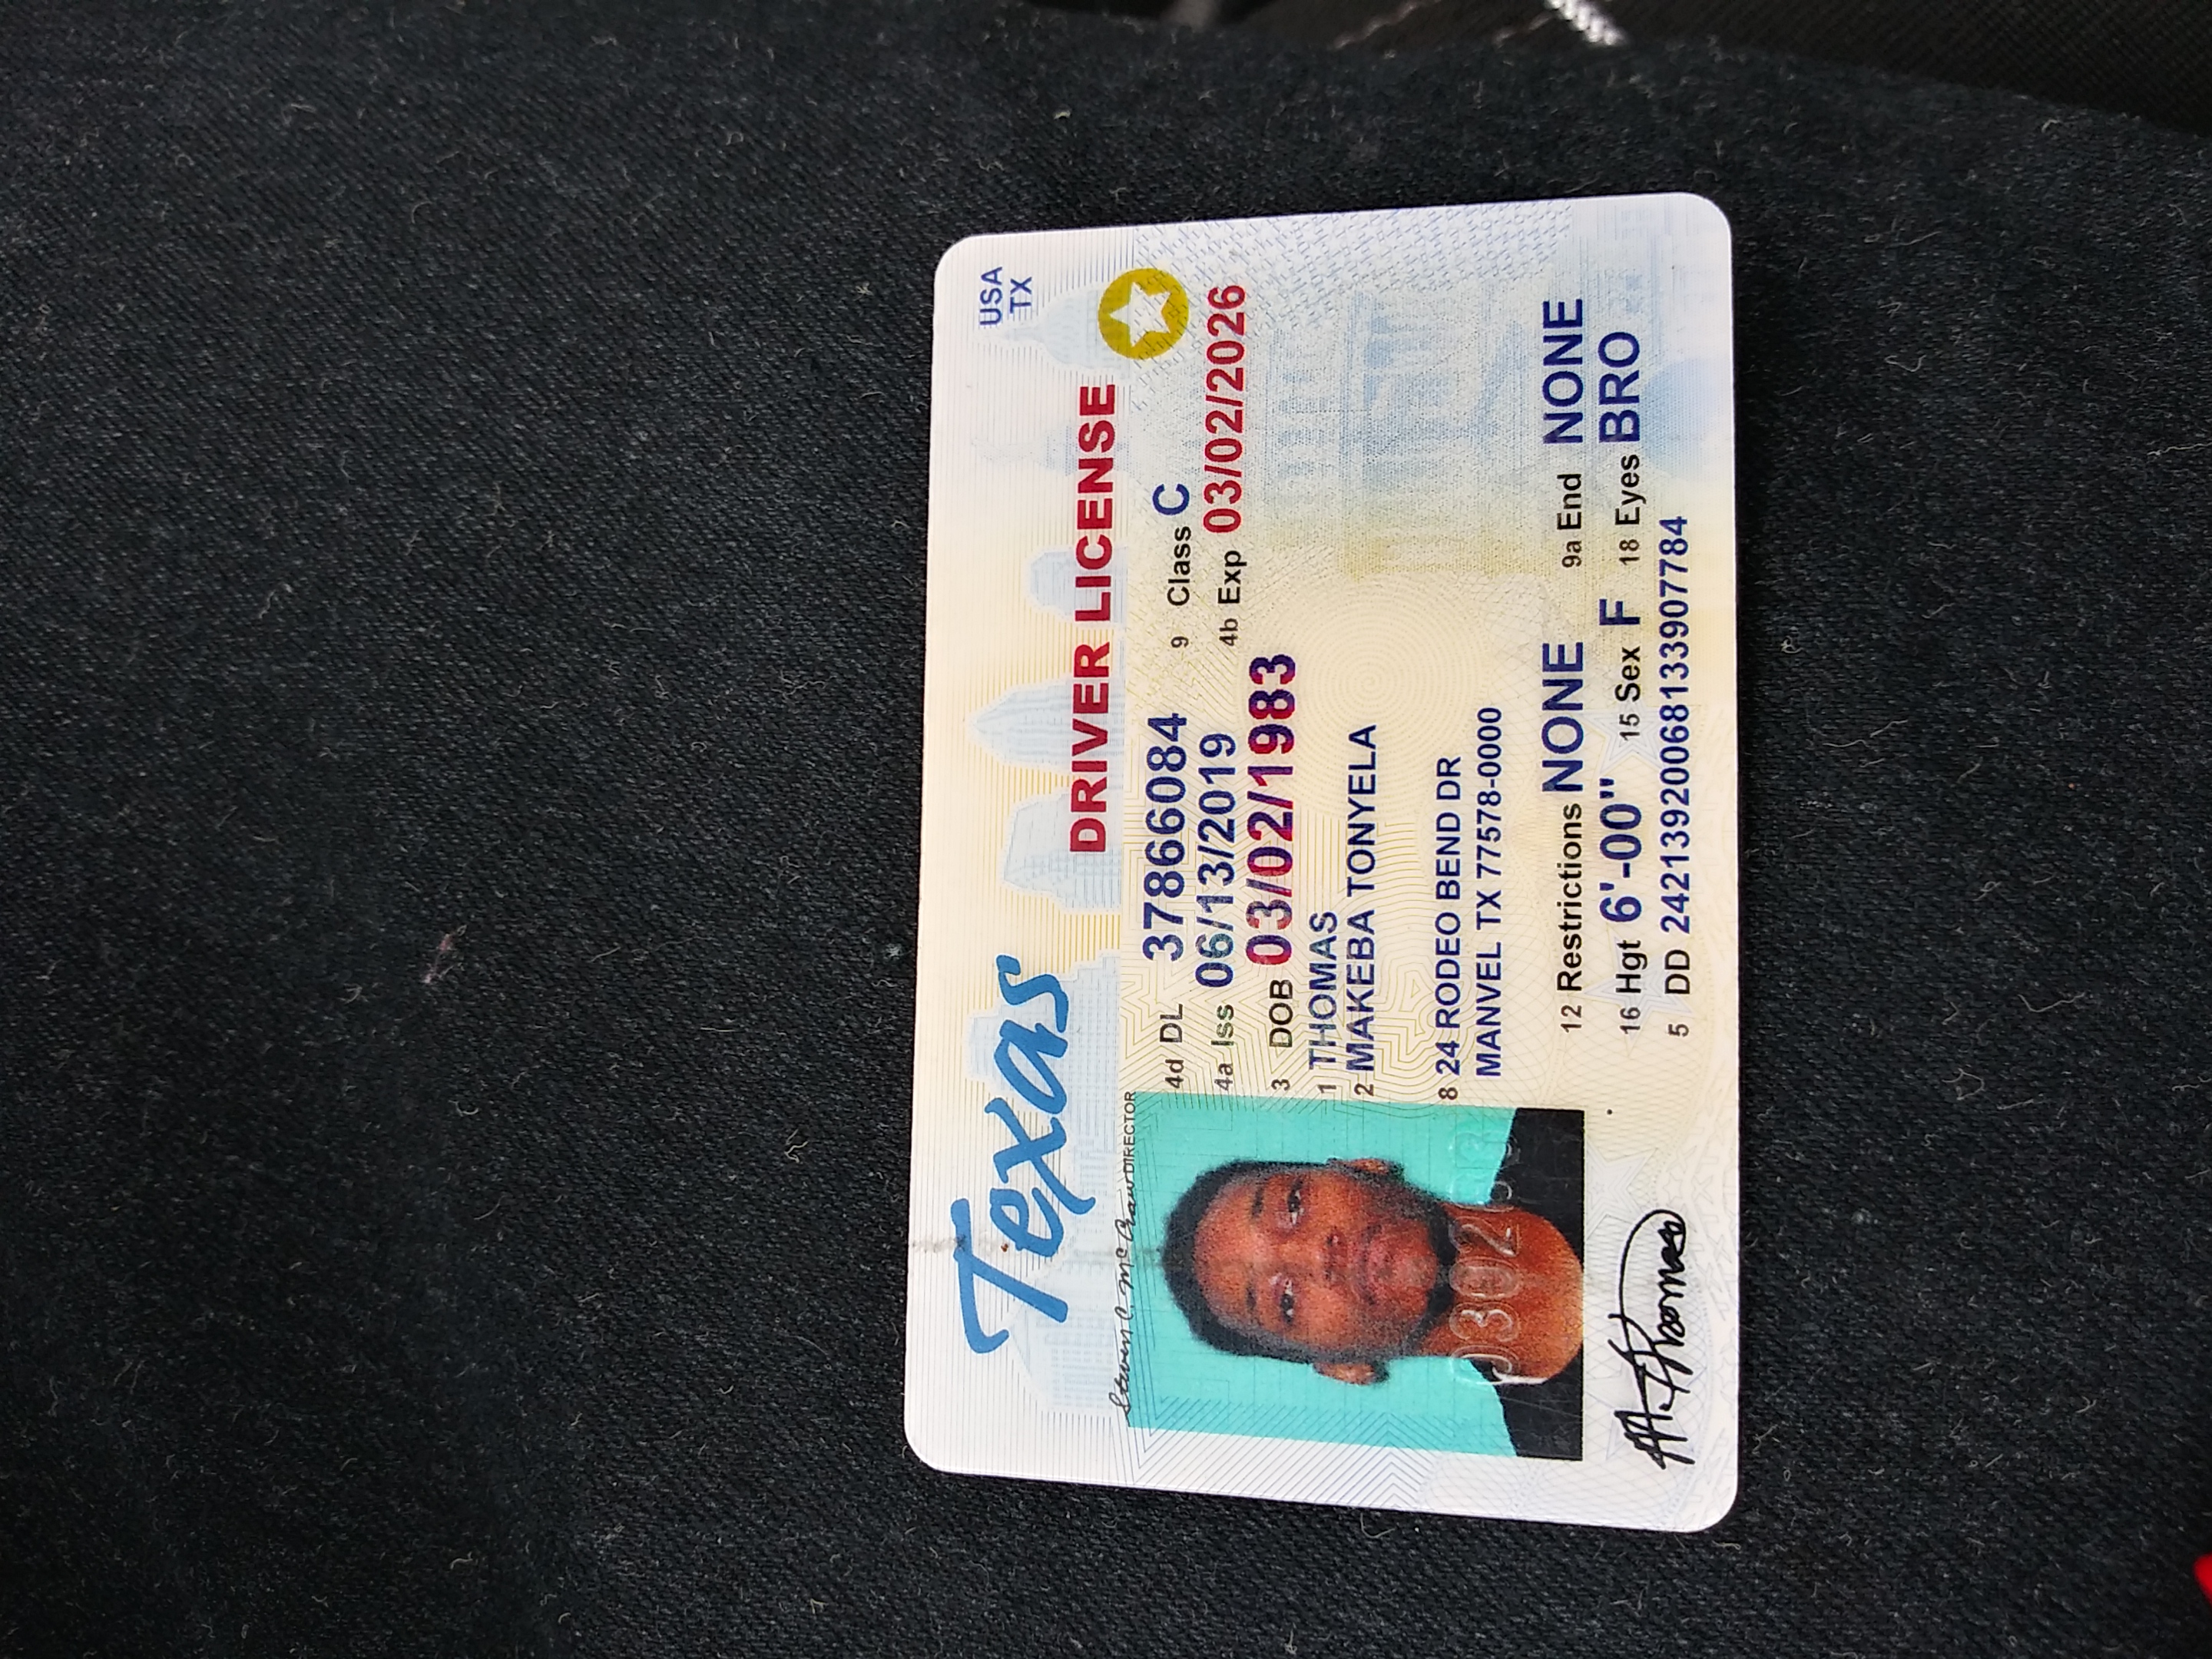 Texas
USA
TX
DRIVER LICENSE
Steven C. McCraw DIRECTOR
4d DL 37866084 9 Class C
4a Iss 06/13/2019 4b Exp 03/02/2026
3 DOB 03/02/1983
1 THOMAS
2 MAKEBA TONYELA
8 24 RODEO BEND DR
MANVEL TX 77578-0000
12 Restrictions NONE 9a End NONE
16 Hgt 6'-00" 15 Sex F 18 Eyes BRO
5 DD 24213920068133907784
M. Thomas